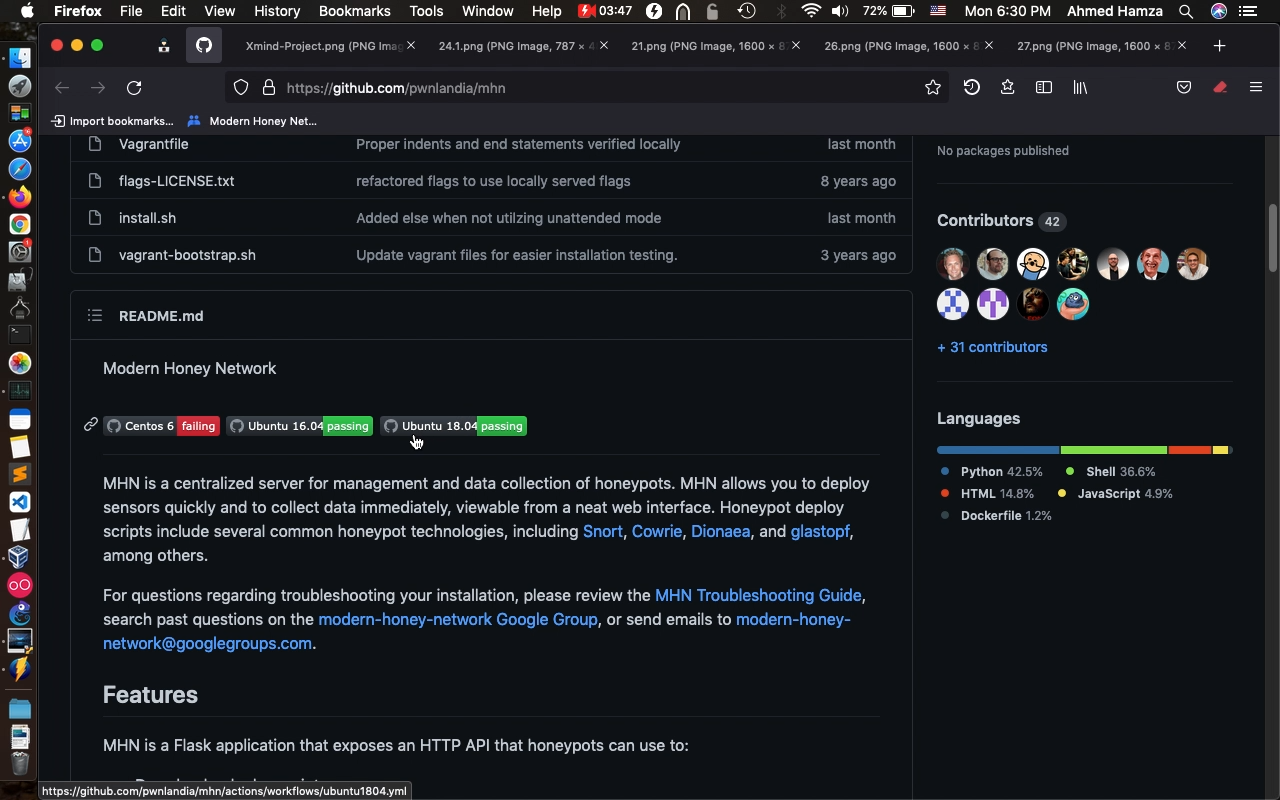 Firefox File Edit View History Bookmarks Tools Window Help 03:47 72% Mon 6:30 PM Ahmed Hamza
Xmind-Project.png (PNG Imag 24.1.png (PNG Image, 787 × 4 21.png (PNG Image, 1600 × 8 26.png (PNG Image, 1600 × 8 27.png (PNG Image, 1600 × 8
https://github.com/pwnlandia/mhn
Import bookmarks... Modern Honey Net...
Vagrantfile Proper indents and end statements verified locally last month
flags-LICENSE.txt refactored flags to use locally served flags 8 years ago
install.sh Added else when not utilzing unattended mode last month
vagrant-bootstrap.sh Update vagrant files for easier installation testing. 3 years ago
README.md
Modern Honey Network
Centos 6 failing Ubuntu 16.04 passing Ubuntu 18.04 passing
MHN is a centralized server for management and data collection of honeypots. MHN allows you to deploy
sensors quickly and to collect data immediately, viewable from a neat web interface. Honeypot deploy
scripts include several common honeypot technologies, including Snort, Cowrie, Dionaea, and glastopf,
among others.
For questions regarding troubleshooting your installation, please review the MHN Troubleshooting Guide,
search past questions on the modern-honey-network Google Group, or send emails to modern-honey-
network@googlegroups.com.
Features
MHN is a Flask application that exposes an HTTP API that honeypots can use to:
No packages published
Contributors 42
+ 31 contributors
Languages
Python 42.5% Shell 36.6%
HTML 14.8% JavaScript 4.9%
Dockerfile 1.2%
https://github.com/pwnlandia/mhn/actions/workflows/ubuntu1804.yml